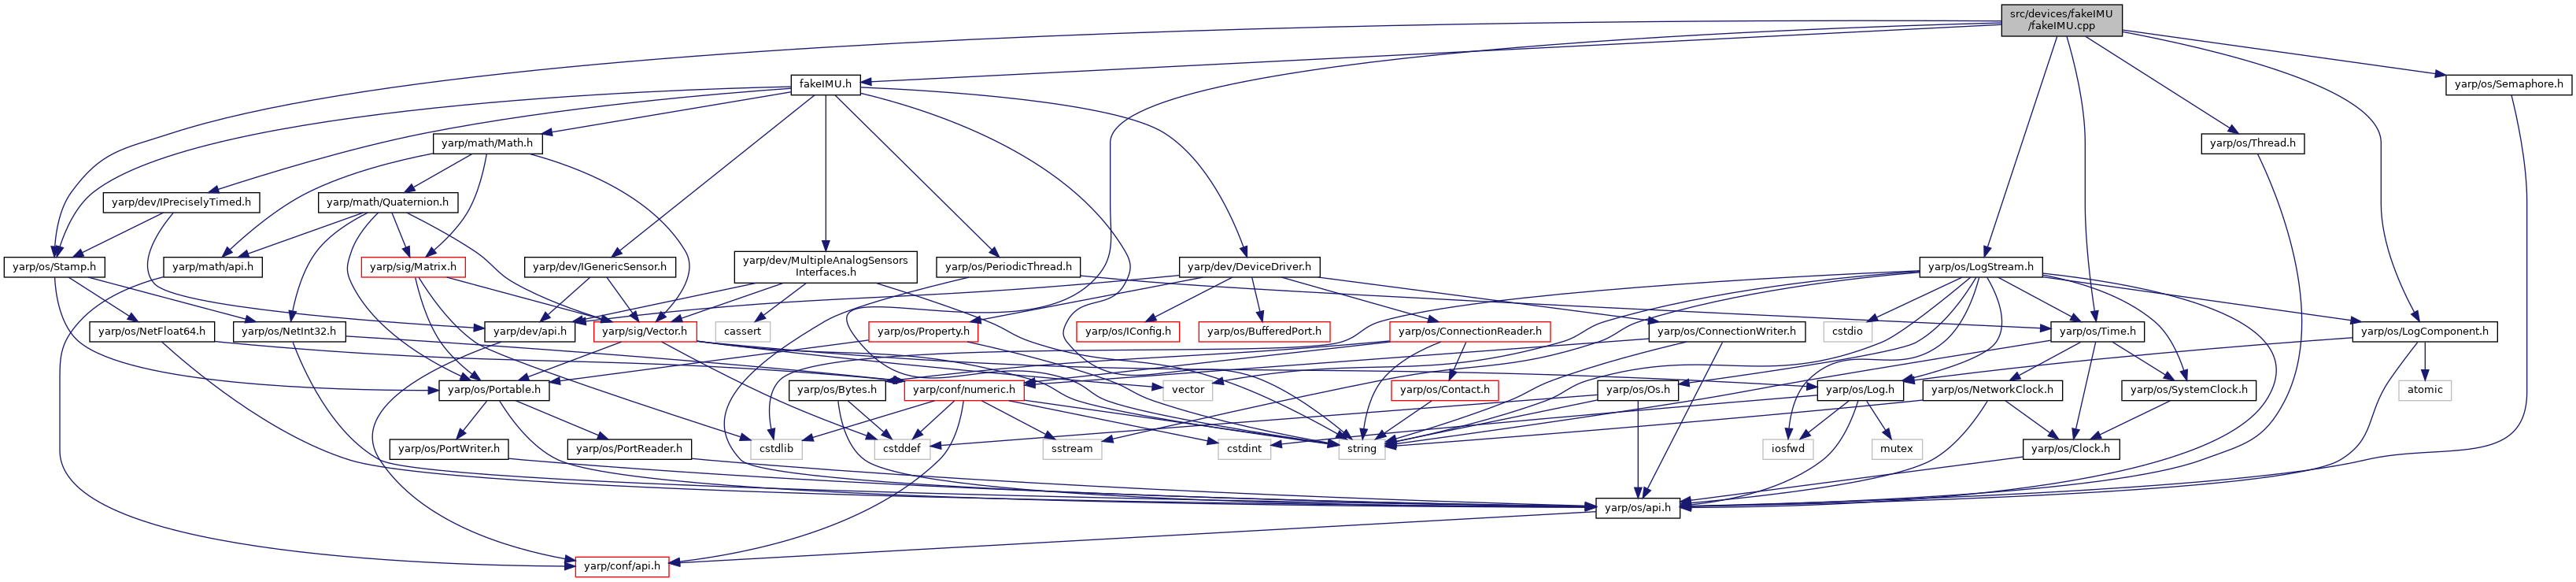 src/devices/fakeIMU
/fakeIMU.cpp
fakeIMU.h
yarp/os/Semaphore.h
yarp/math/Math.h
yarp/os/Thread.h
yarp/dev/IPreciselyTimed.h
yarp/math/Quaternion.h
yarp/os/Stamp.h
yarp/math/api.h
yarp/sig/Matrix.h
yarp/dev/IGenericSensor.h
yarp/dev/MultipleAnalogSensors
Interfaces.h
yarp/os/PeriodicThread.h
yarp/dev/DeviceDriver.h
yarp/os/LogStream.h
yarp/os/NetFloat64.h
yarp/os/NetInt32.h
yarp/dev/api.h
yarp/sig/Vector.h
cassert
yarp/os/Property.h
yarp/os/IConfig.h
yarp/os/BufferedPort.h
yarp/os/ConnectionReader.h
yarp/os/ConnectionWriter.h
cstdio
yarp/os/Time.h
yarp/os/LogComponent.h
yarp/os/Portable.h
yarp/os/Bytes.h
yarp/conf/numeric.h
vector
yarp/os/Contact.h
yarp/os/Os.h
yarp/os/Log.h
yarp/os/NetworkClock.h
yarp/os/SystemClock.h
atomic
yarp/os/PortWriter.h
yarp/os/PortReader.h
cstdlib
cstddef
sstream
cstdint
string
iosfwd
mutex
yarp/os/Clock.h
yarp/os/api.h
yarp/conf/api.h